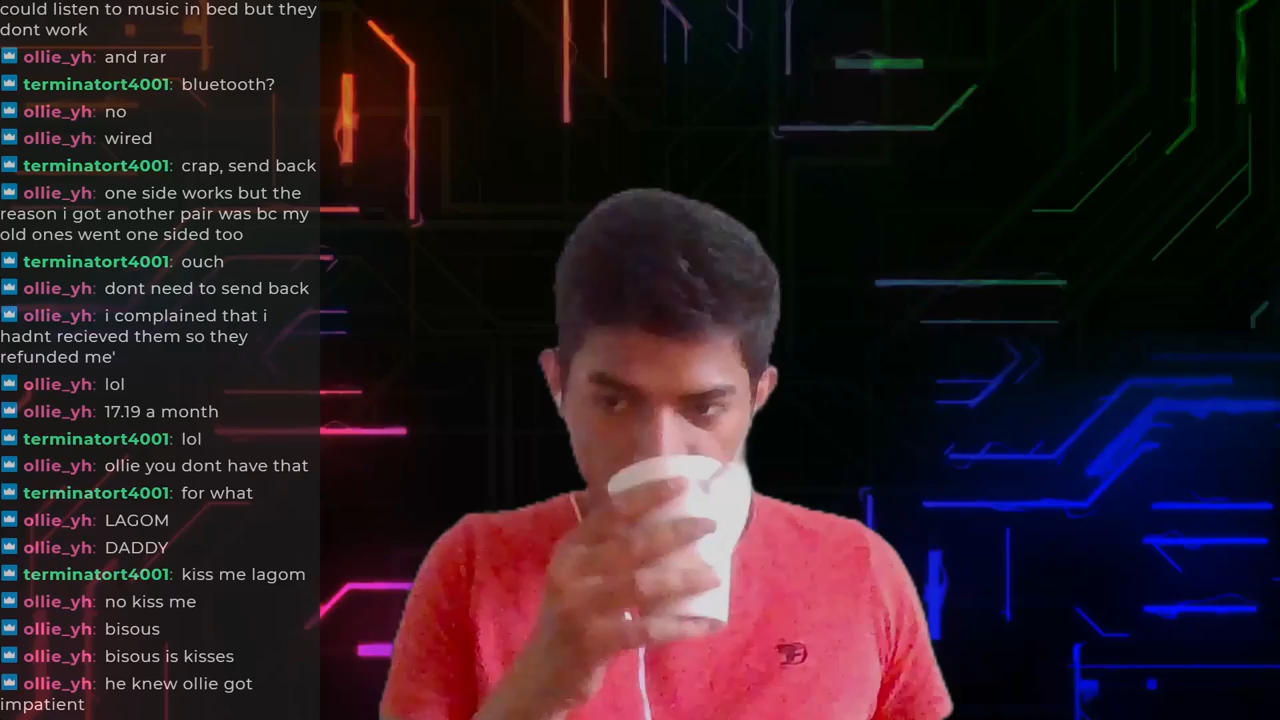 could listen to music in bed but they
dont work
ollie_yh: and rar
terminatort4001: bluetooth?
ollie_yh: no
ollie_yh: wired
terminatort4001: crap, send back
ollie_yh: one side works but the
reason i got another pair was bc my
old ones went one sided too
terminatort4001: ouch
ollie_yh: dont need to send back
ollie_yh: i complained that i
hadnt recieved them so they
refunded me'
ollie_yh: lol
ollie_yh: 17.19 a month
terminatort4001: lol
ollie_yh: ollie you dont have that
terminatort4001: for what
ollie_yh: LAGOM
ollie_yh: DADDY
terminatort4001: kiss me lagom
ollie_yh: no kiss me
ollie_yh: bisous
ollie_yh: bisous is kisses
ollie_yh: he knew ollie got
impatient